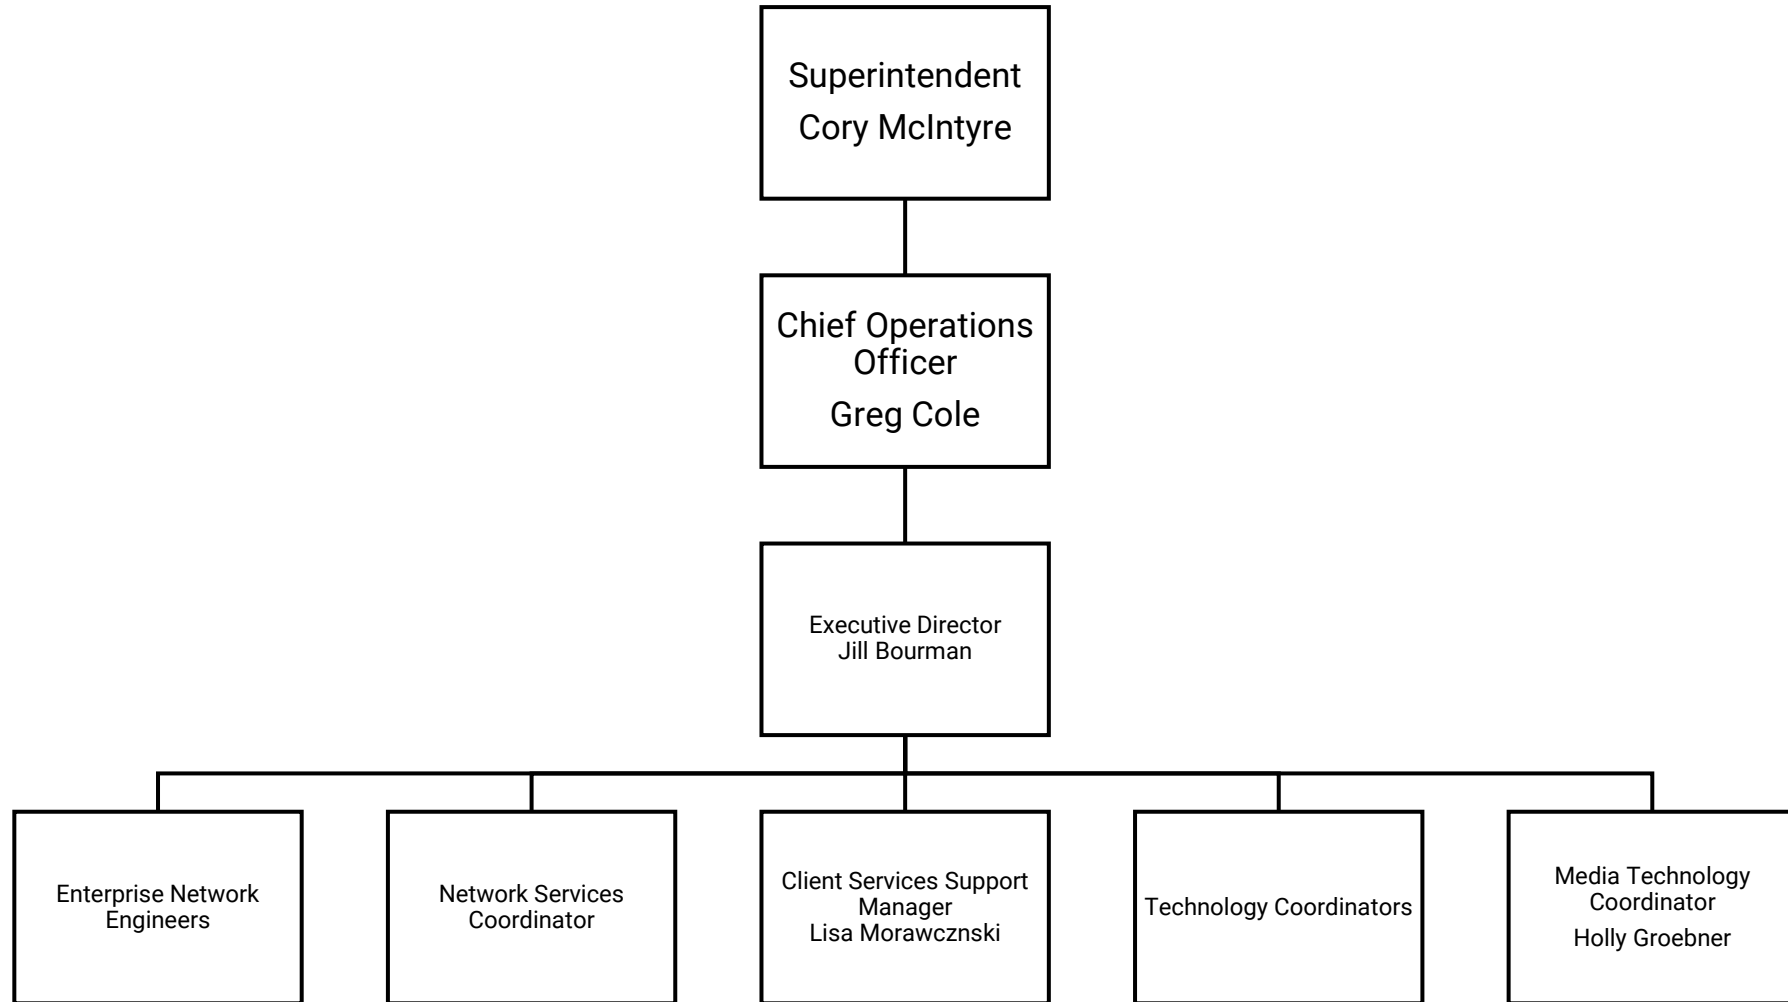 Superintendent
Cory McIntyre
Chief Operations
Officer
Greg Cole
Executive Director
Jill Bourman
Enterprise Network
Engineers
Network Services
Coordinator
Client Services Support
Manager
Lisa Morawcznski
Technology Coordinators
Media Technology
Coordinator
Holly Groebner